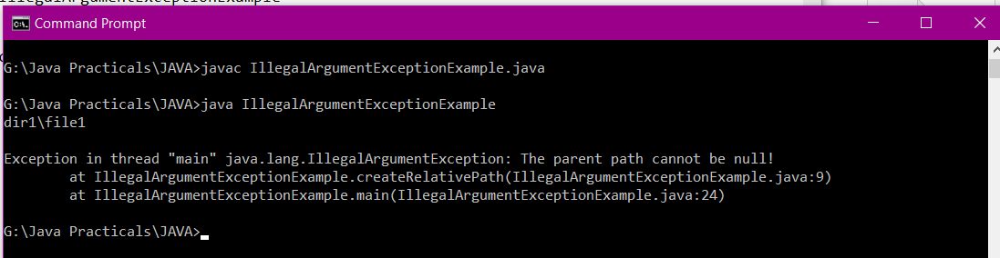 IllegalArgumentExceptionExample
Command Prompt
G:\Java Practicals\JAVA>javac IllegalArgumentExceptionExample.java
G:\Java Practicals\JAVA>java IllegalArgumentExceptionExample
dir1\file1
Exception in thread "main" java.lang.IllegalArgumentException: The parent path cannot be null!
at IllegalArgumentExceptionExample.createRelativePath(IllegalArgumentExceptionExample.java:9)
at IllegalArgumentExceptionExample.main(IllegalArgumentExceptionExample.java:24)
G:\Java Practicals\JAVA>